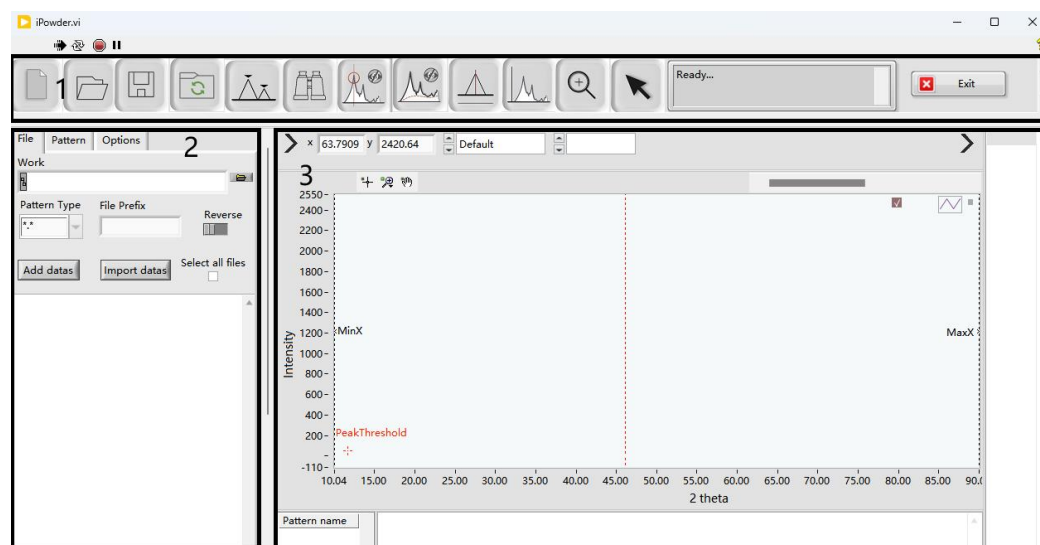 iPowder.vi
1
Ready...
Exit
File Pattern Options
2
Work
Pattern Type File Prefix
Reverse
*.*
Add datas Import datas Select all files
x 63.7909 y 2420.64 Default
3
2550
2400
2200
2000
1800
1600
1400
1200
1000
800
600
400
200
-
-110
Intensity
MinX
MaxX
PeakThreshold
10.04 15.00 20.00 25.00 30.00 35.00 40.00 45.00 50.00 55.00 60.00 65.00 70.00 75.00 80.00 85.00 90.0
2 theta
Pattern name